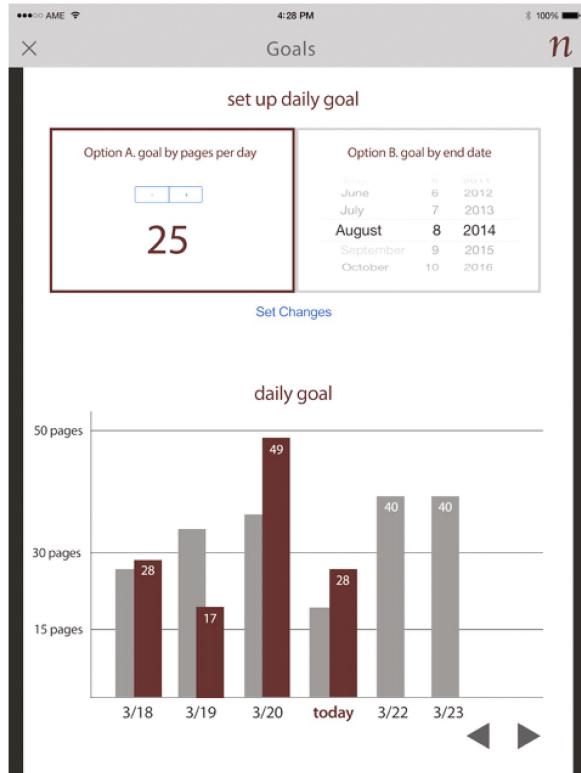 AME 4:28 PM 100%
Goals n
set up daily goal
Option A. goal by pages per day
- +
25
Option B. goal by end date
June 6 2012
July 7 2013
August 8 2014
September 9 2015
October 10 2016
Set Changes
daily goal
50 pages
49
40 40
30 pages
28 28
17
15 pages
3/18 3/19 3/20 today 3/22 3/23